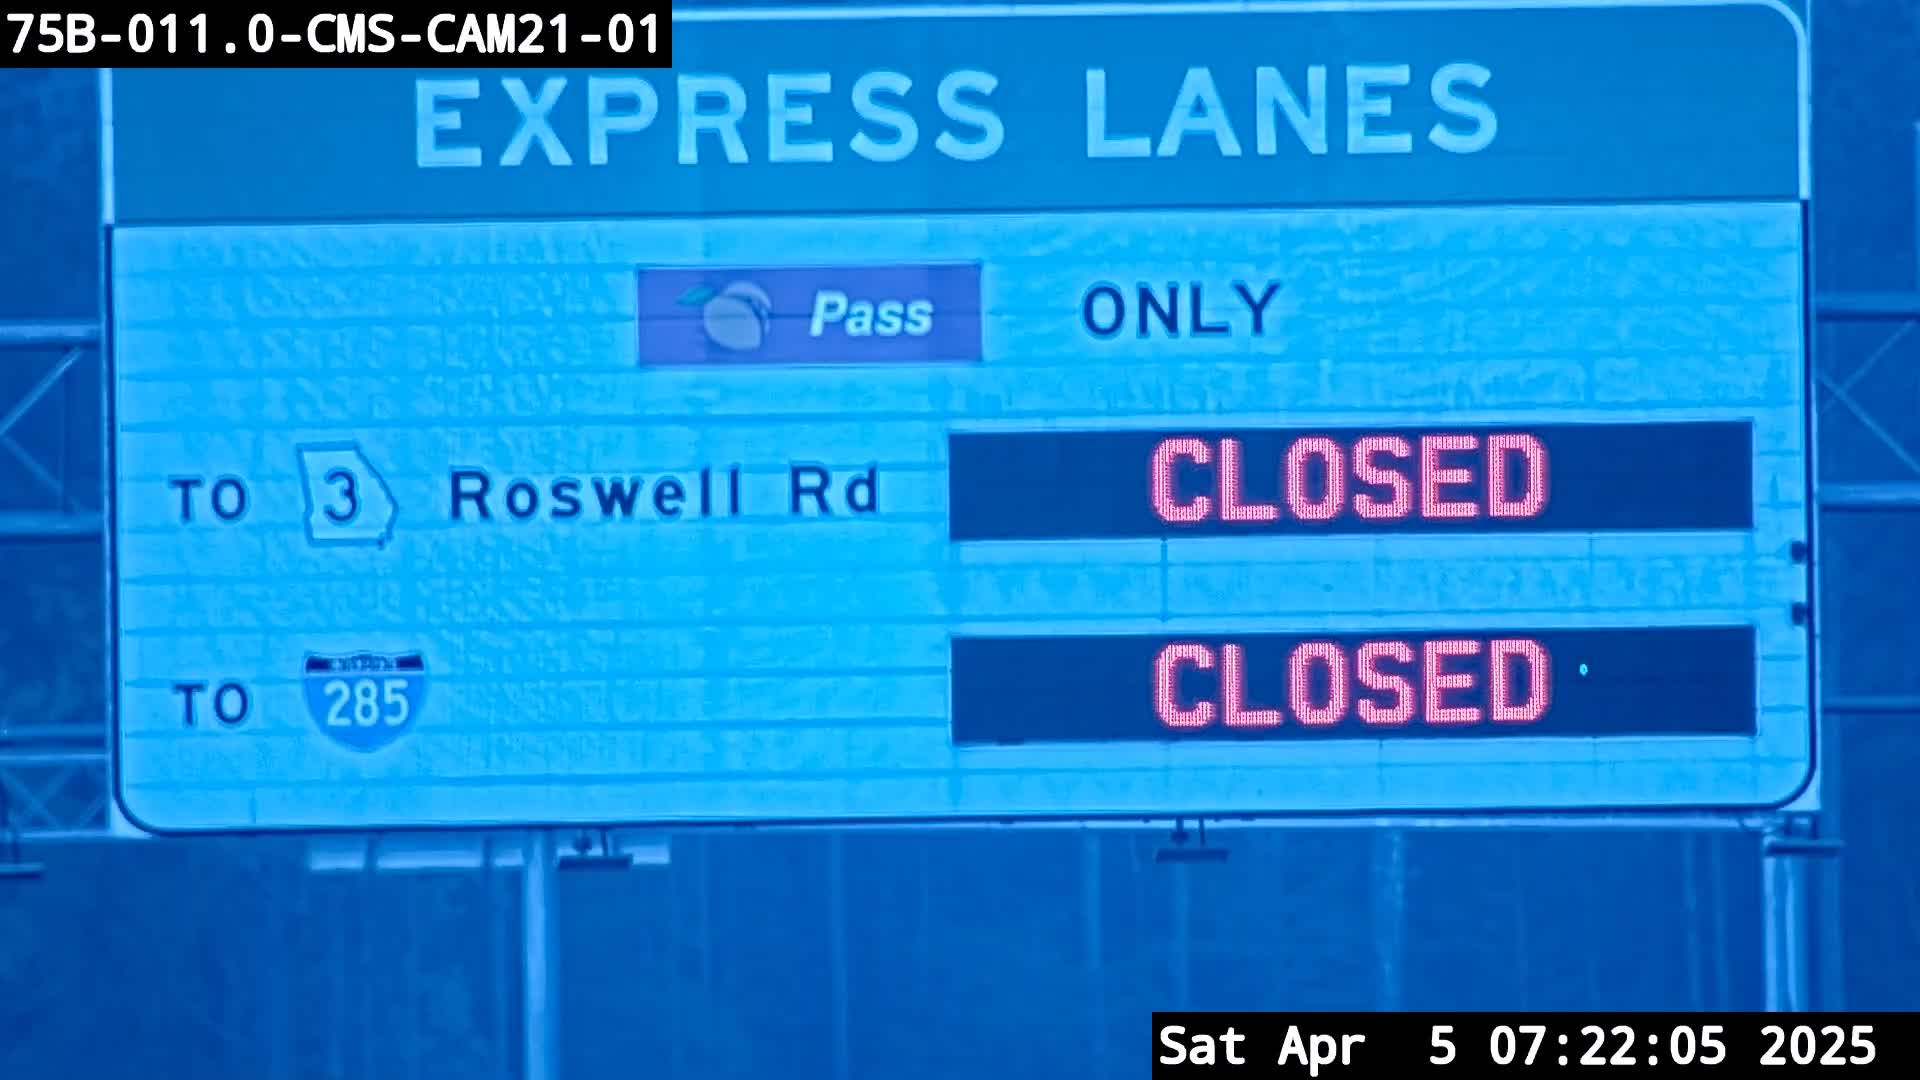 75B-011.0-CMS-CAM21-01
EXPRESS LANES
Pass ONLY
TO 3 Roswell Rd CLOSED
TO 285 CLOSED
Sat Apr 5 07:22:05 2025